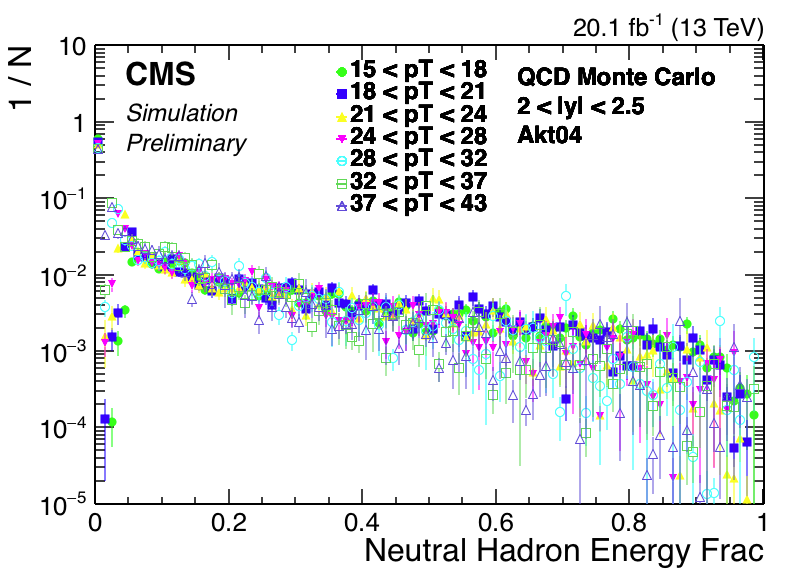 20.1 fb⁻¹ (13 TeV)
1 / N
CMS
Simulation
Preliminary
15 < pT < 18
18 < pT < 21
21 < pT < 24
24 < pT < 28
28 < pT < 32
32 < pT < 37
37 < pT < 43
QCD Monte Carlo
2 < lyl < 2.5
Akt04
10
1
10⁻¹
10⁻²
10⁻³
10⁻⁴
10⁻⁵
0 0.2 0.4 0.6 0.8 1
Neutral Hadron Energy Frac